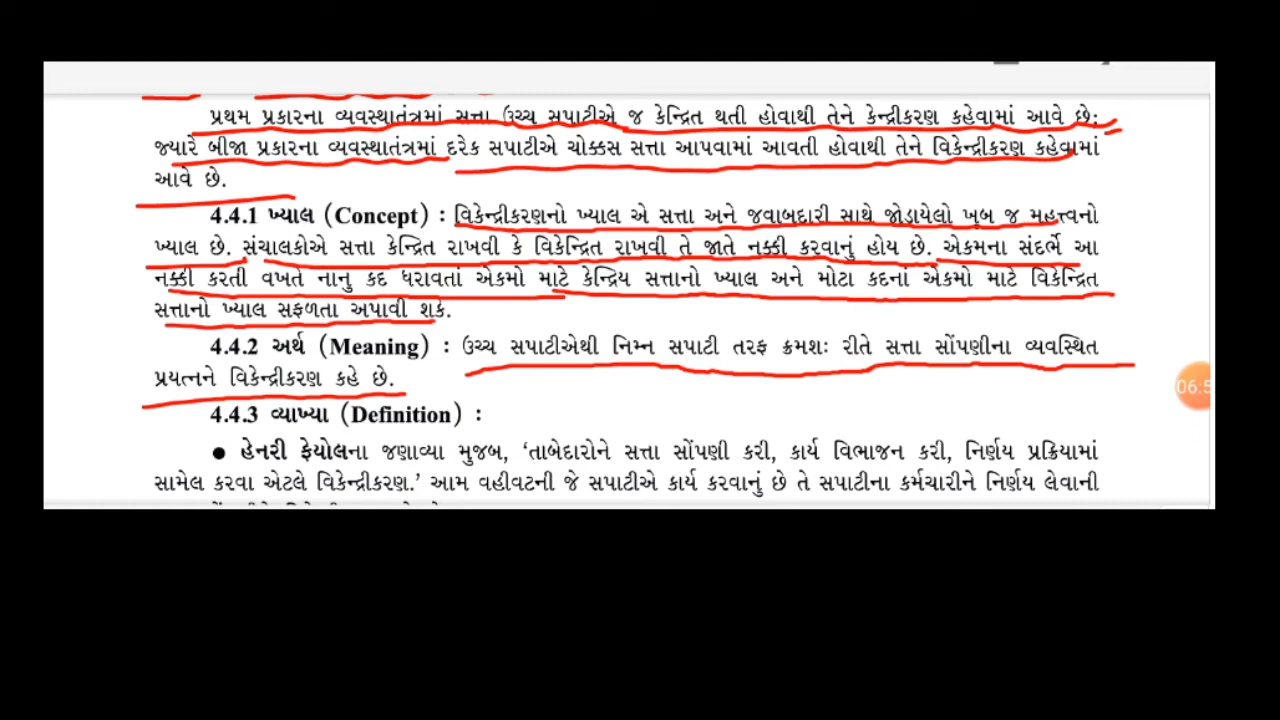 પ્રથમ પ્રકારના વ્યવસ્થાતંત્રમાં સત્તા ઉચ્ચ સપાટીએ જ કેન્દ્રિત થતી હોવાથી તેને કેન્દ્રીકરણ કહેવામાં આવે છે;
જ્યારે બીજા પ્રકારના વ્યવસ્થાતંત્રમાં દરેક સપાટીએ ચોક્કસ સત્તા આપવામાં આવતી હોવાથી તેને વિકેન્દ્રીકરણ કહેવામાં
આવે છે.
4.4.1 ખ્યાલ (Concept) : વિકેન્દ્રીકરણનો ખ્યાલ એ સત્તા અને જવાબદારી સાથે જોડાયેલો ખૂબ જ મહત્ત્વનો
ખ્યાલ છે. સંચાલકોએ સત્તા કેન્દ્રિત રાખવી કે વિકેન્દ્રિત રાખવી તે જાતે નક્કી કરવાનું હોય છે. એકમના સંદર્ભે આ
નક્કી કરતી વખતે નાનુ કદ ધરાવતાં એકમો માટે કેન્દ્રિય સત્તાનો ખ્યાલ અને મોટા કદનાં એકમો માટે વિકેન્દ્રિત
સત્તાનો ખ્યાલ સફળતા અપાવી શકે.
4.4.2 અર્થ (Meaning) : ઉચ્ચ સપાટીએથી નિમ્ન સપાટી તરફ ક્રમશઃ રીતે સત્તા સોંપણીના વ્યવસ્થિત
પ્રયત્નને વિકેન્દ્રીકરણ કહે છે.
4.4.3 વ્યાખ્યા (Definition) :
● હેનરી ફેયોલના જણાવ્યા મુજબ, ‘તાબેદારોને સત્તા સોંપણી કરી, કાર્ય વિભાજન કરી, નિર્ણય પ્રક્રિયામાં
સામેલ કરવા એટલે વિકેન્દ્રીકરણ.’ આમ વહીવટની જે સપાટીએ કાર્ય કરવાનું છે તે સપાટીના કર્મચારીને નિર્ણય લેવાની